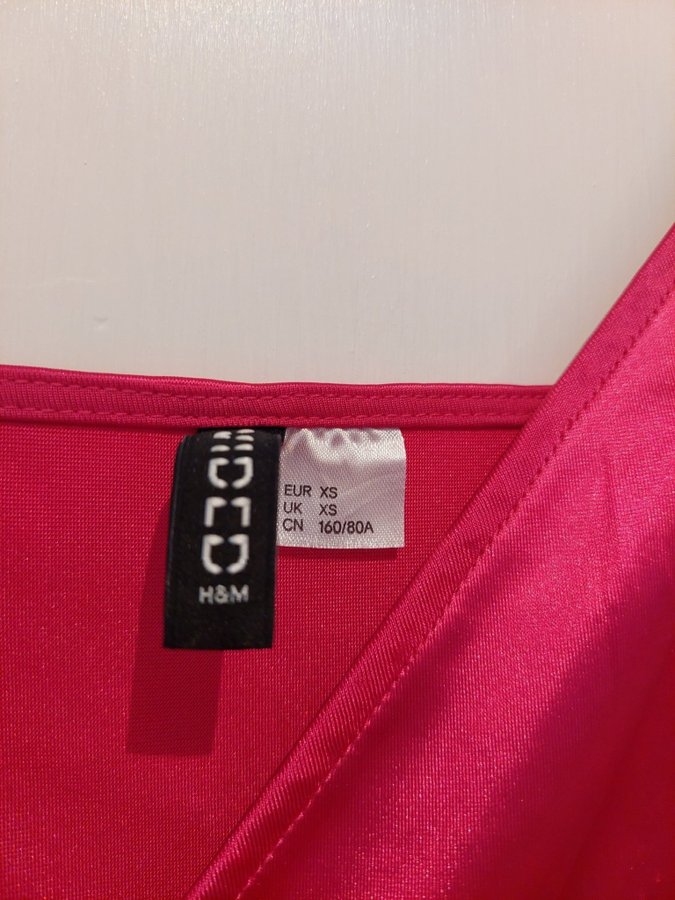 H&M
EUR XS
UK XS
CN 160/80A